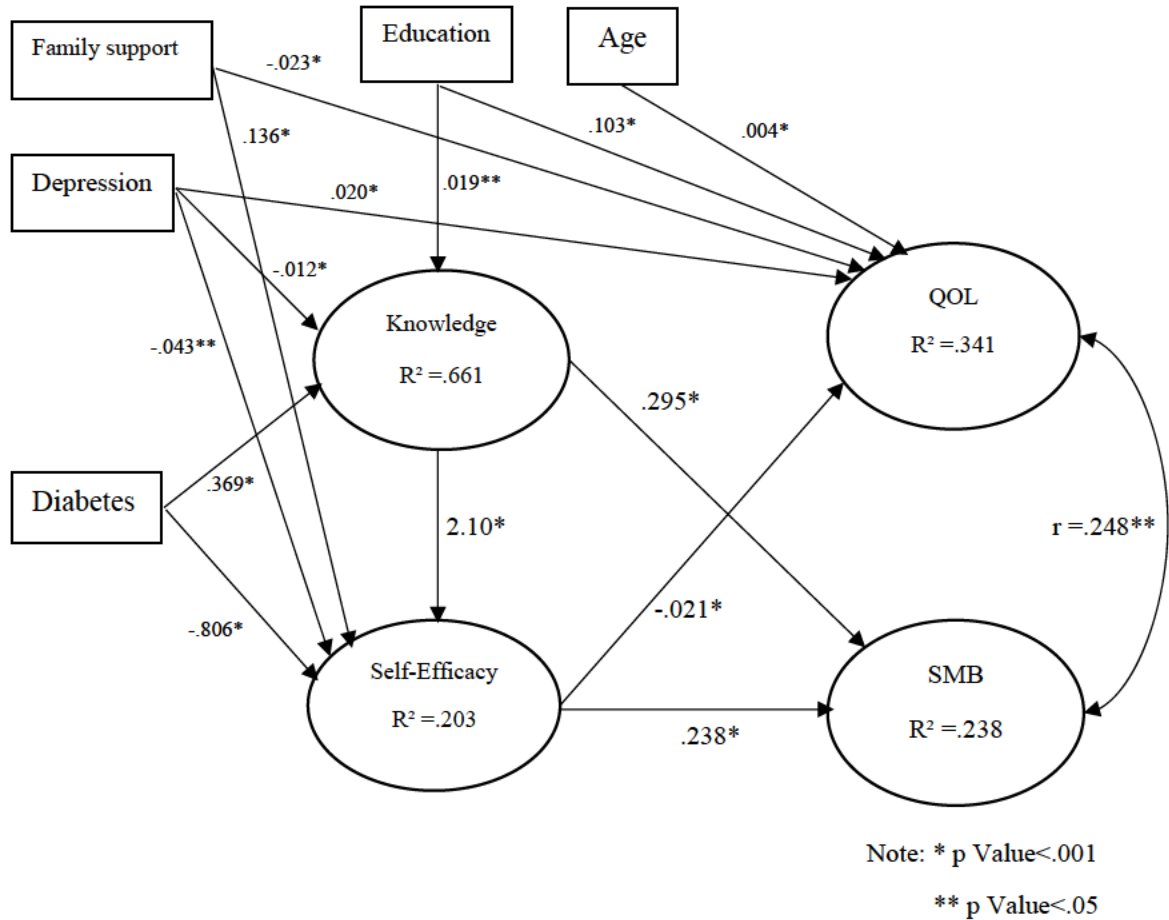 Family support
Education
Age
-.023*
.103*
.004*
.136*
Depression
.020*
.019**
-.012*
QOL
R² =.341
Knowledge
R² =.661
-.043**
.295*
Diabetes
.369*
2.10*
r =.248**
-.021*
-.806*
Self-Efficacy
R² =.203
SMB
R² =.238
.238*
Note: * p Value<.001
** p Value<.05